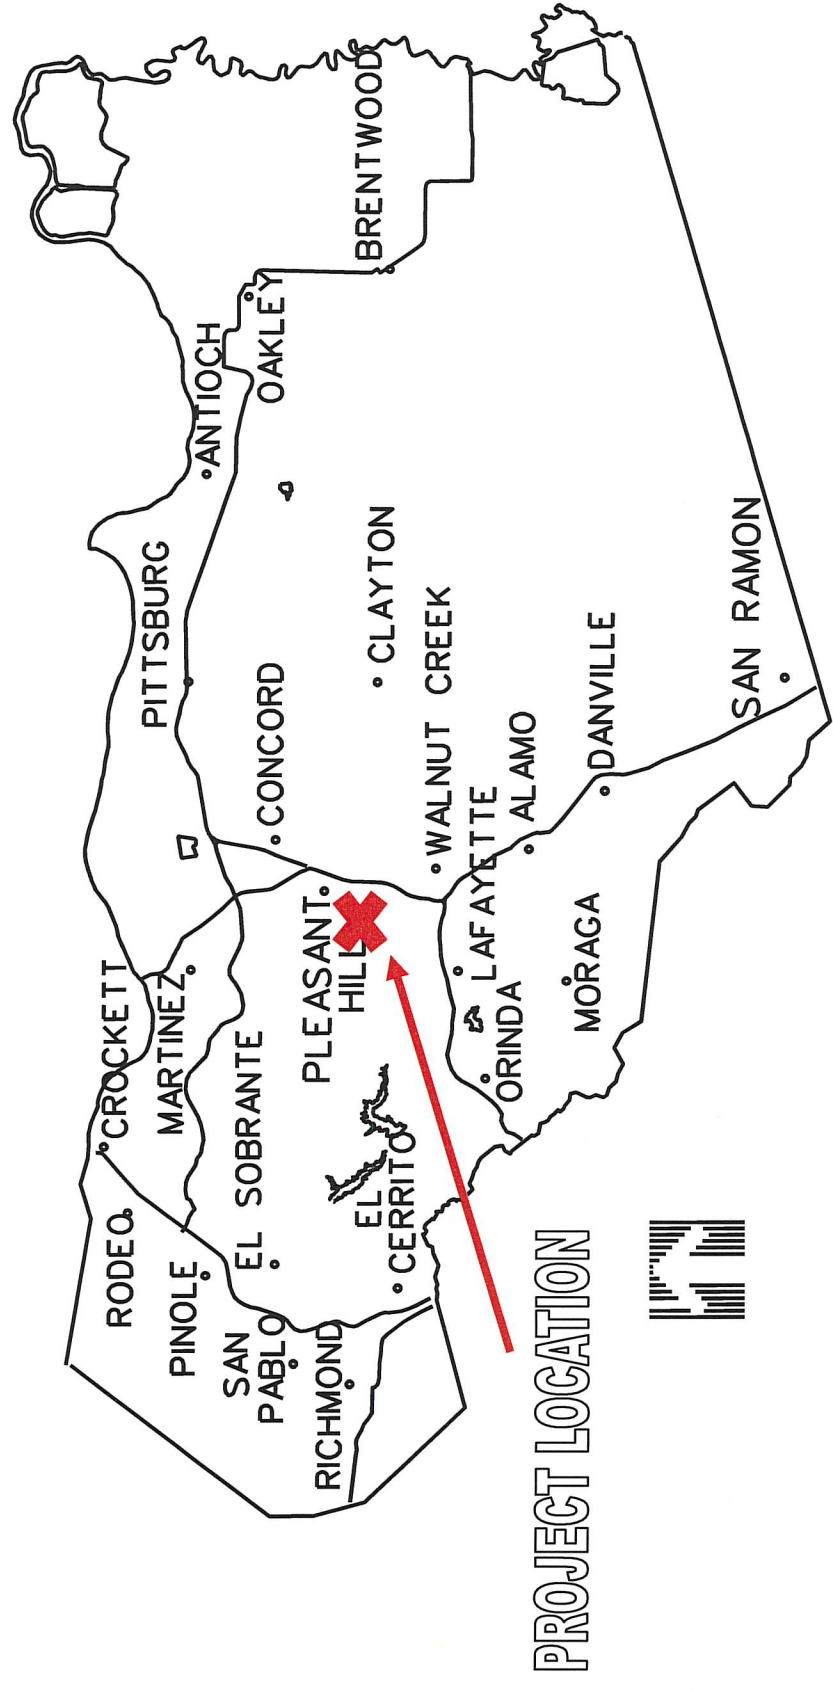 CROCKETT
RODEO
MARTINEZ
PITTSBURG
ANTIOCH
PINOLE
EL SOBRANTE
CONCORD
OAKLEY
SAN
PABLO
RICHMOND
PLEASANT
HILL
CLAYTON
BRENTWOOD
EL
CERRITO
WALNUT CREEK
LAFAYETTE
ORINDA
ALAMO
MORAGA
DANVILLE
SAN RAMON
PROJECT LOCATION